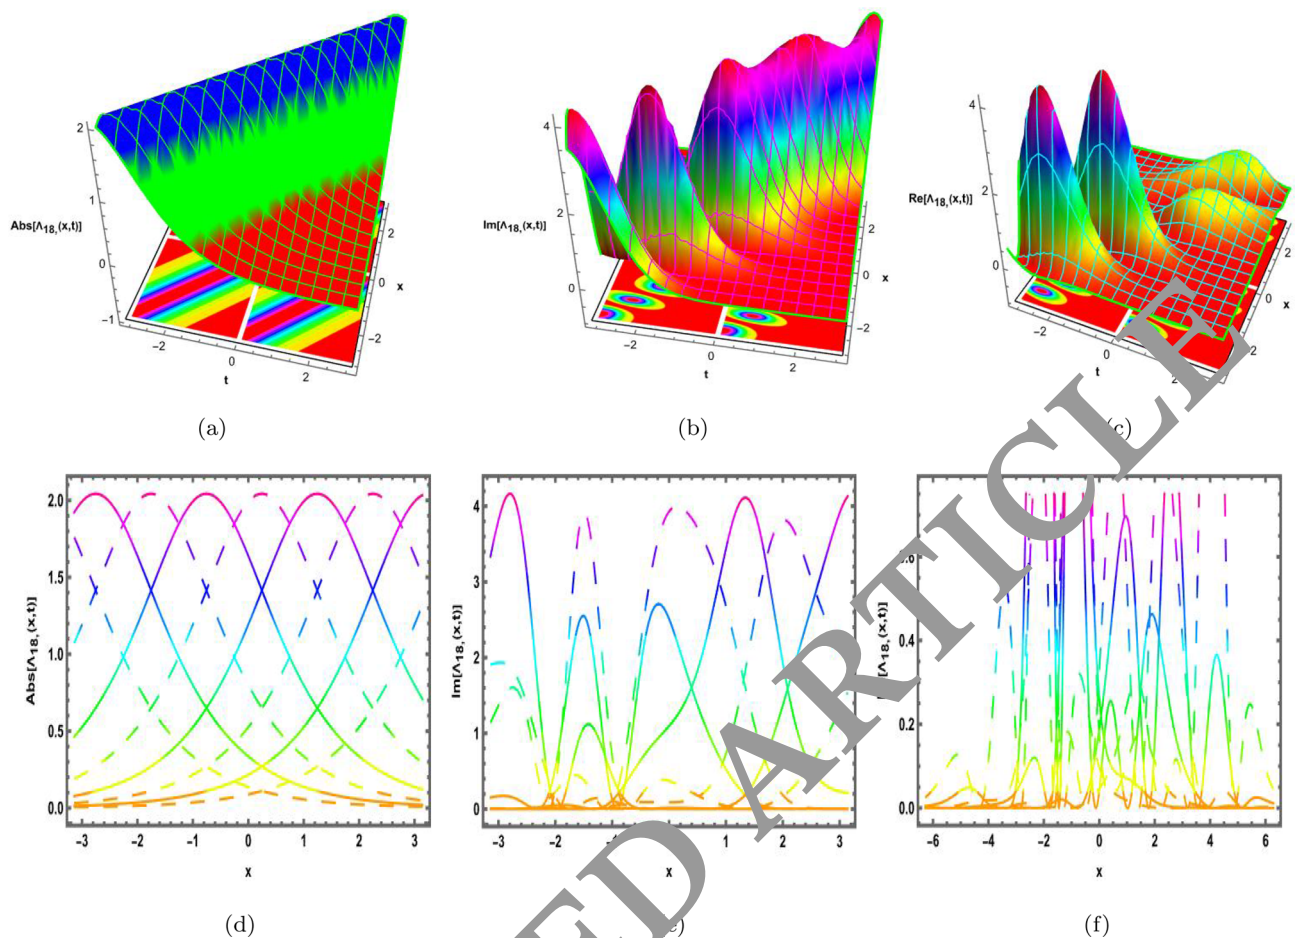 2
1
0
−1
Abs[Λ18,(x,t)]
−2
0
2
t
2
0
−2
x
(a)
4
2
0
Im[Λ18,(x,t)]
−2
0
2
t
2
0
−2
x
(b)
4
2
0
Re[Λ18,(x,t)]
−2
0
2
t
2
0
x
(c)
2.0
1.5
1.0
0.5
0.0
Abs[Λ18,(x,t)]
−3 −2 −1 0 1 2 3
x
(d)
4
3
2
1
0
Im[Λ18,(x,t)]
−3 −2 0 1 2 3
x
0.4
0.2
0.0
[Λ18,(x,t)]
−6 −4 −2 0 2 4 6
x
(f)
ED ARTICLE